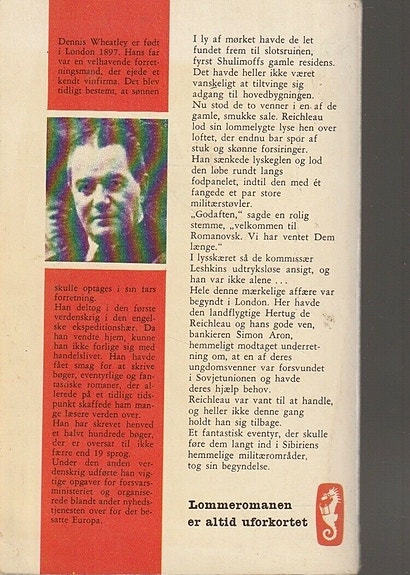 Dennis Wheatley er født
i London 1897. Hans far
var en velhavende forret-
ningsmand, der ejede et
kendt vinfirma. Det blev
tidligt bestemt, at sønnen
skulle optages i sin fars
forretning.
Han deltog i den første
verdenskrig i den engel-
ske ekspeditionshær. Da
han vendte hjem, kunne
han ikke forlige sig med
handelslivet. Han havde
fået smag for at skrive
bøger, eventyrlige og fan-
tastiske romaner, der al-
lerede på et tidligt tids-
punkt skaffede ham man-
ge læsere verden over.
Han har skrevet henved
et halvt hundrede bøger,
der er oversat til ikke
færre end 19 sprog.
Under den anden ver-
denskrig udførte han vig-
tige opgaver for forsvars-
ministeriet og organise-
rede blandt andet nyheds-
tjenesten over for det be-
satte Europa.
I ly af mørket havde de let
fundet frem til slotsruinen,
fyrst Shulimoffs gamle residens.
Det havde heller ikke været
vanskeligt at tiltvinge sig
adgang til hovedbygningen.
Nu stod de to venner i en af de
gamle, smukke sale. Reichleau
lod sin lommelygte lyse hen over
loftet, der endnu bar spor af
stuk og skønne forsiringer.
Han sænkede lyskeglen og lod
den løbe rundt langs
fodpanelet, indtil den med ét
fangede et par store
militærstøvler.
„Godaften,“ sagde en rolig
stemme, „velkommen til
Romanovsk. Vi har ventet Dem
længe.“
I lysskæret så de kommissær
Leshkins udtryksløse ansigt, og
han var ikke alene . . .
Hele denne mærkelige affære var
begyndt i London. Her havde
den landflygtige Hertug de
Reichleau og hans gode ven,
bankieren Simon Aron,
hemmeligt modtaget underret-
ning om, at en af deres
ungdomsvenner var forsvundet
i Sovjetunionen og havde
deres hjælp behov.
Reichleau var vant til at handle,
og heller ikke denne gang
holdt han sig tilbage.
Et fantastisk eventyr, der skulle
føre dem langt ind i Sibiriens
hemmelige militærområder,
tog sin begyndelse.
Lommeromanen
er altid uforkortet